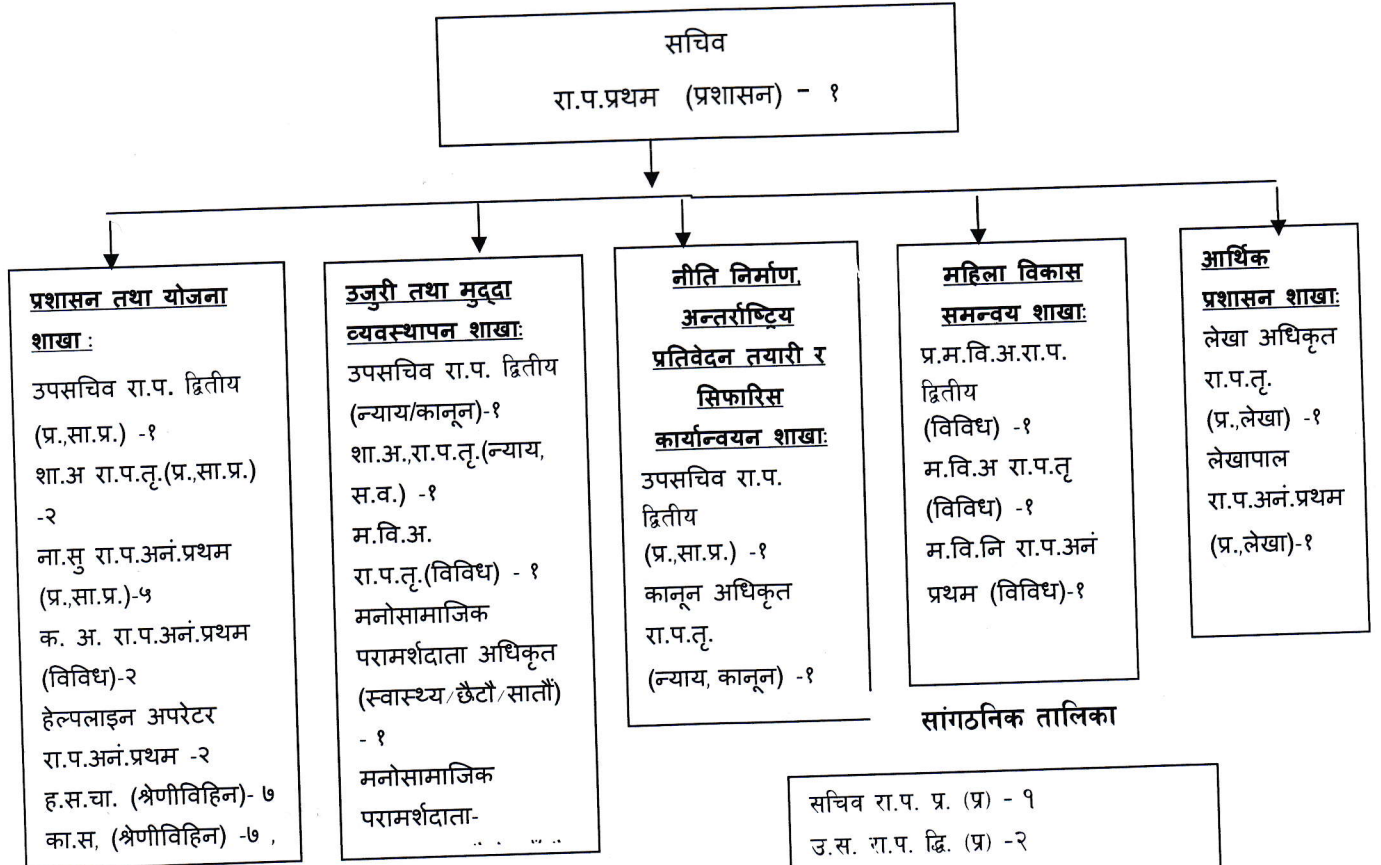 सचिव
रा.प.प्रथम (प्रशासन) - १
प्रशासन तथा योजना
शाखा :
उपसचिव रा.प. द्वितीय
(प्र.,सा.प्र.) -१
शा.अ रा.प.तृ.(प्र.,सा.प्र.)
-२
ना.सु रा.प.अनं.प्रथम
(प्र.,सा.प्र.)-५
क. अ. रा.प.अनं.प्रथम
(विविध)-२
हेल्पलाइन अपरेटर
रा.प.अनं.प्रथम -२
ह.स.चा. (श्रेणीविहिन)- ७
का.स, (श्रेणीविहिन) -७ ,
उजुरी तथा मुद्दा
व्यवस्थापन शाखाः
उपसचिव रा.प. द्वितीय
(न्याय/कानून)-१
शा.अ.,रा.प.तृ.(न्याय,
स.व.) -१
म.वि.अ.
रा.प.तृ.(विविध) - १
मनोसामाजिक
परामर्शदाता अधिकृत
(स्वास्थ्य/छैटौ/सातौं)
- १
मनोसामाजिक
परामर्शदाता-
नीति निर्माण,
अन्तर्राष्ट्रिय
प्रतिवेदन तयारी र
सिफारिस
कार्यान्वयन शाखाः
उपसचिव रा.प.
द्वितीय
(प्र.,सा.प्र.) -१
कानून अधिकृत
रा.प.तृ.
(न्याय, कानून) -१
महिला विकास
समन्वय शाखाः
प्र.म.वि.अ.रा.प.
द्वितीय
(विविध) -१
म.वि.अ रा.प.तृ
(विविध) -१
म.वि.नि रा.प.अनं
प्रथम (विविध)-१
आर्थिक
प्रशासन शाखाः
लेखा अधिकृत
रा.प.तृ.
(प्र.,लेखा) -१
लेखापाल
रा.प.अनं.प्रथम
(प्र.,लेखा)-१
सांगठनिक तालिका
सचिव रा.प. प्र. (प्र) - १
उ.स. रा.प. द्धि. (प्र) -२